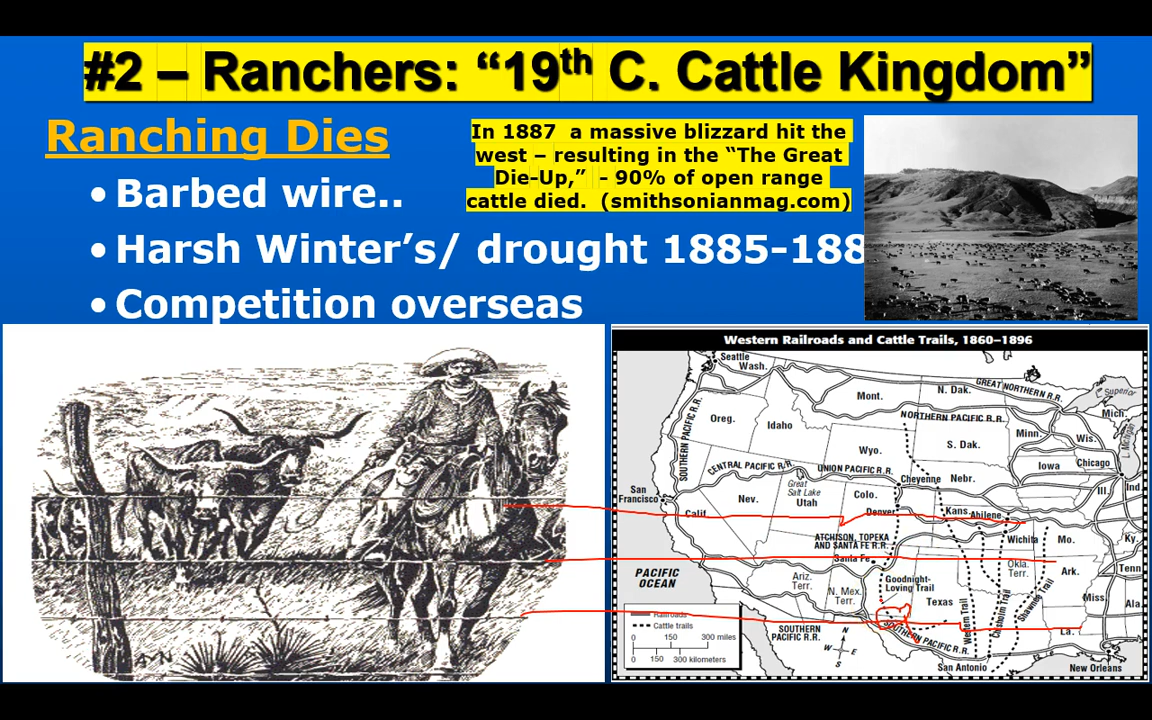 #2 – Ranchers: “19th C. Cattle Kingdom”
Ranching Dies
• Barbed wire..
• Harsh Winter’s/ drought 1885-188
• Competition overseas
In 1887 a massive blizzard hit the
west – resulting in the “The Great
Die-Up,” - 90% of open range
cattle died. (smithsonianmag.com)
Western Railroads and Cattle Trails, 1860–1896
Seattle
Wash.
Mont.
N. Dak.
GREAT NORTHERN R.R.
L. Superior
Oreg.
Idaho
NORTHERN PACIFIC R.R.
Minn.
Mich.
Wis.
L. Michigan
SOUTHERN PACIFIC R.R.
Wyo.
S. Dak.
CENTRAL PACIFIC R.R.
UNION PACIFIC R.R.
Iowa
Chicago
Cheyenne
Nebr.
Great
Salt Lake
Utah
San
Francisco
Nev.
Colo.
Ill.
Ind
Calif.
Denver
Kans.
Abilene
ATCHISON, TOPEKA
AND SANTA FE R.R.
Wichita
Mo.
Ky.
Santa Fe
Okla.
Terr.
PACIFIC
OCEAN
Ariz.
Terr.
N. Mex.
Terr.
Goodnight-
Loving Trail
Ark.
Tenn
Texas
Western Trail
Chisholm Trail
Shawnee Trail
Miss.
Ala.
Railroads
Cattle trails
0 150 300 miles
0 150 300 kilometers
SOUTHERN
PACIFIC R.R.
N
W E
S
SOUTHERN PACIFIC R.R.
La.
San Antonio
New Orleans
A-N